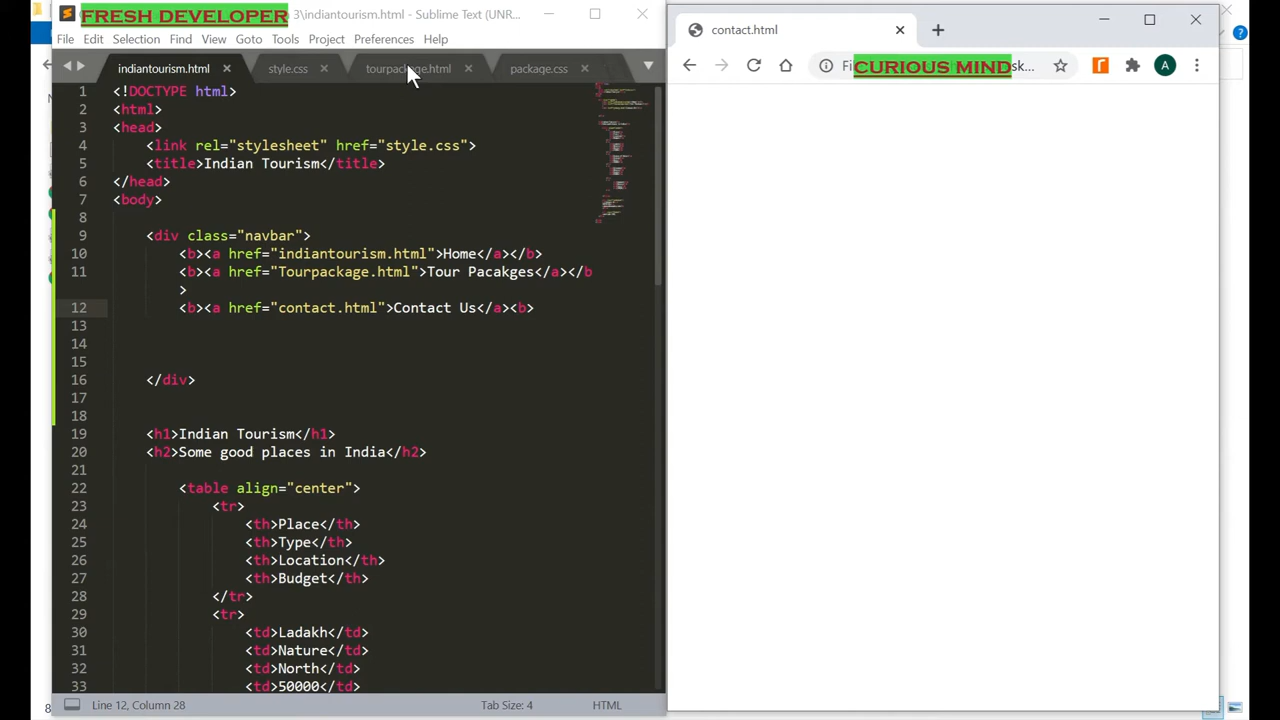 FRESH DEVELOPER 3\indiantourism.html - Sublime Text (UNR...
File Edit Selection Find View Goto Tools Project Preferences Help
indiantourism.html style.css tourpackage.html package.css
1 <!DOCTYPE html>
2 <html>
3 <head>
4 <link rel="stylesheet" href="style.css">
5 <title>Indian Tourism</title>
6 </head>
7 <body>
8
9 <div class="navbar">
10 <b><a href="indiantourism.html">Home</a></b>
11 <b><a href="Tourpackage.html">Tour Pacakges</a></b
>
12 <b><a href="contact.html">Contact Us</a><b>
13
14
15
16 </div>
17
18
19 <h1>Indian Tourism</h1>
20 <h2>Some good places in India</h2>
21
22 <table align="center">
23 <tr>
24 <th>Place</th>
25 <th>Type</th>
26 <th>Location</th>
27 <th>Budget</th>
28 </tr>
29 <tr>
30 <td>Ladakh</td>
31 <td>Nature</td>
32 <td>North</td>
33 <td>50000</td>
Line 12, Column 28 Tab Size: 4 HTML
contact.html
CURIOUS MIND sk... A